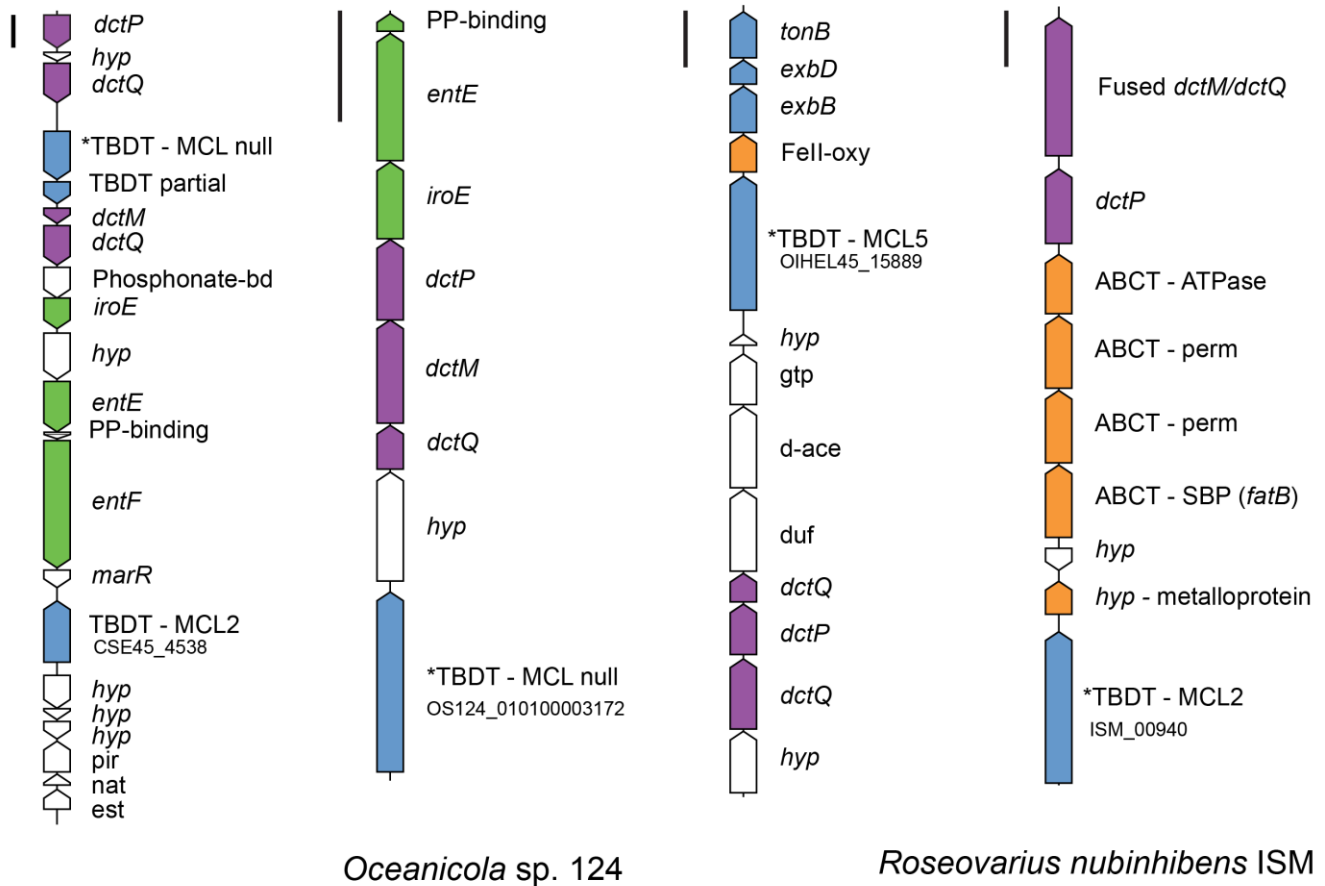 dctP
hyp
dctQ
*TBDT - MCL null
TBDT partial
dctM
dctQ
Phosphonate-bd
iroE
hyp
entE
PP-binding
entF
marR
TBDT - MCL2
CSE45_4538
hyp
hyp
hyp
pir
nat
est
PP-binding
entE
iroE
dctP
dctM
dctQ
hyp
*TBDT - MCL null
OS124_010100003172
tonB
exbD
exbB
FeII-oxy
*TBDT - MCL5
OIHEL45_15889
hyp
gtp
d-ace
duf
dctQ
dctP
dctQ
hyp
Fused dctM/dctQ
dctP
ABCT - ATPase
ABCT - perm
ABCT - perm
ABCT - SBP (fatB)
hyp
hyp - metalloprotein
*TBDT - MCL2
ISM_00940
Oceanicola sp. 124
Roseovarius nubinhibens ISM